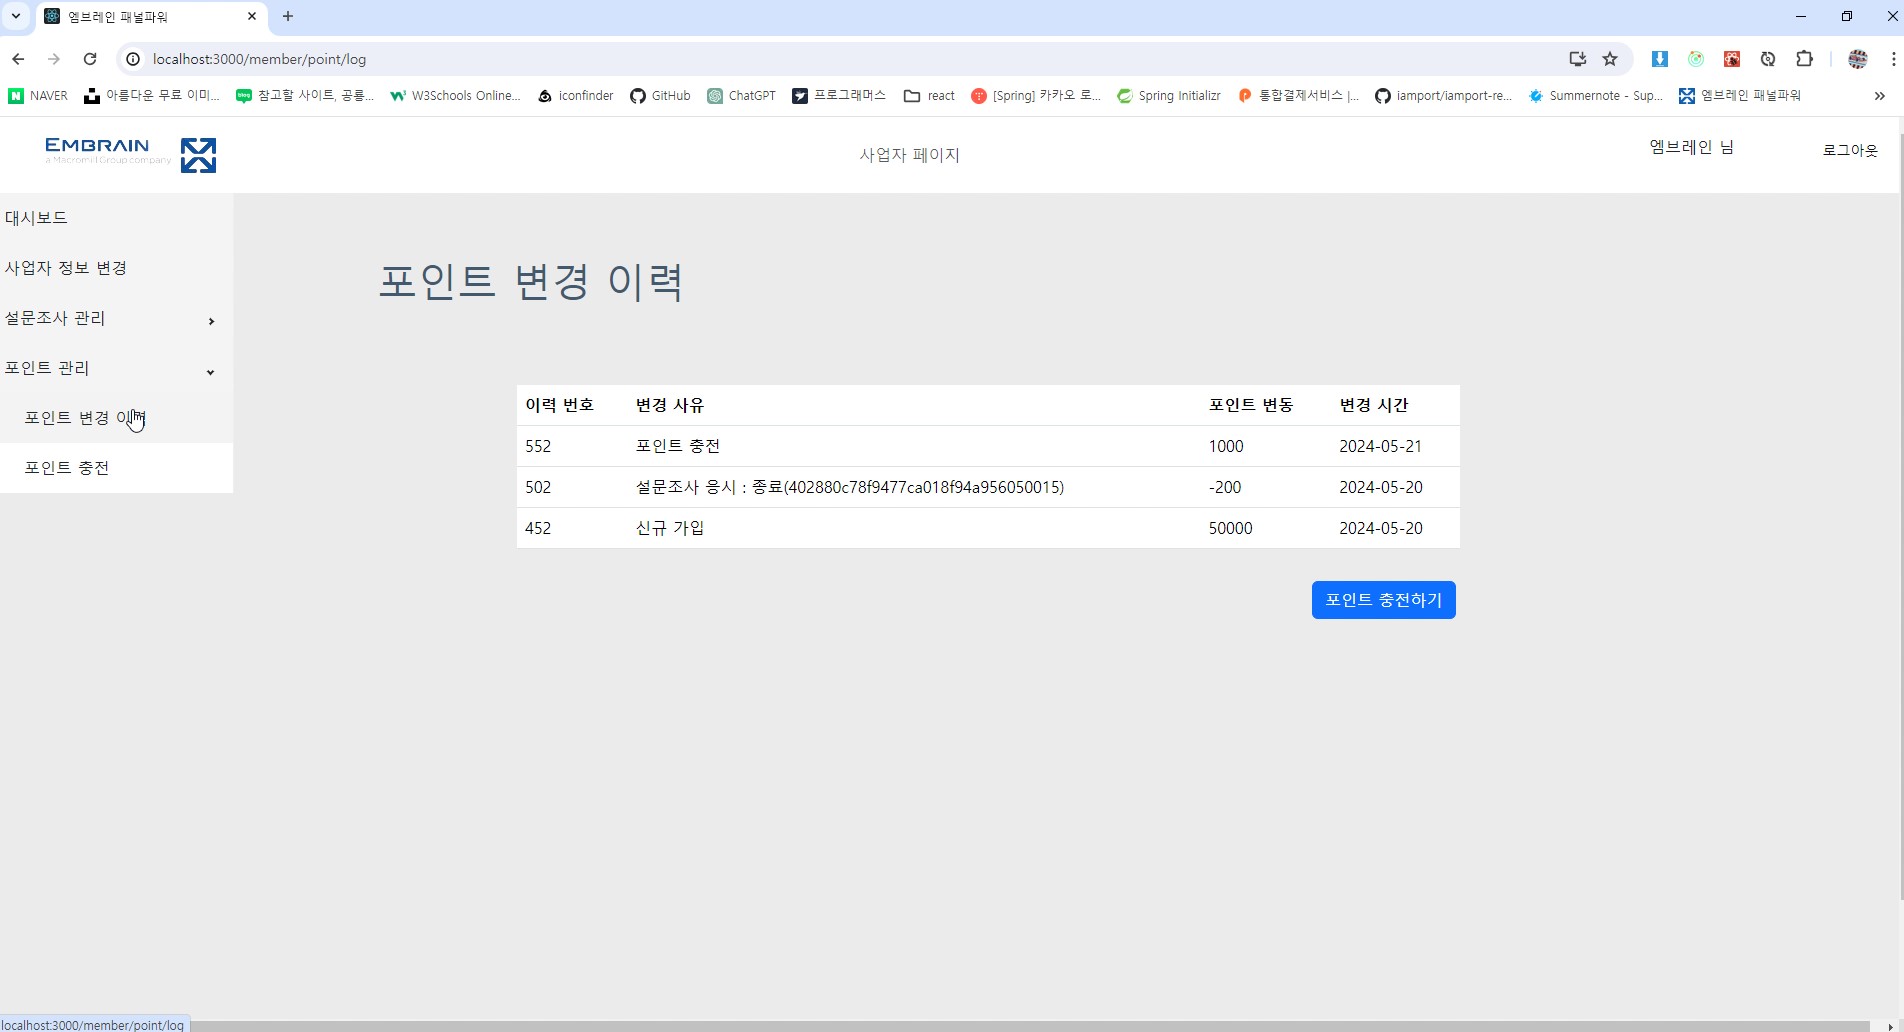 엠브레인 패널파워
localhost:3000/member/point/log
NAVER 아름다운 무료 이미... 참고할 사이트, 공룡... W3Schools Online... iconfinder GitHub ChatGPT 프로그래머스 react [Spring] 카카오 로... Spring Initializr 통합결제서비스 |... iamport/iamport-re... Summernote - Sup... 엠브레인 패널파워
EMBRAIN
a Macromill Group company
사업자 페이지
엠브레인 님
로그아웃
대시보드
사업자 정보 변경
설문조사 관리
포인트 관리
포인트 변경 이력
포인트 충전
포인트 변경 이력
이력 번호 변경 사유 포인트 변동 변경 시간
552 포인트 충전 1000 2024-05-21
502 설문조사 응시 : 종료(402880c78f9477ca018f94a956050015) -200 2024-05-20
452 신규 가입 50000 2024-05-20
포인트 충전하기
localhost:3000/member/point/log